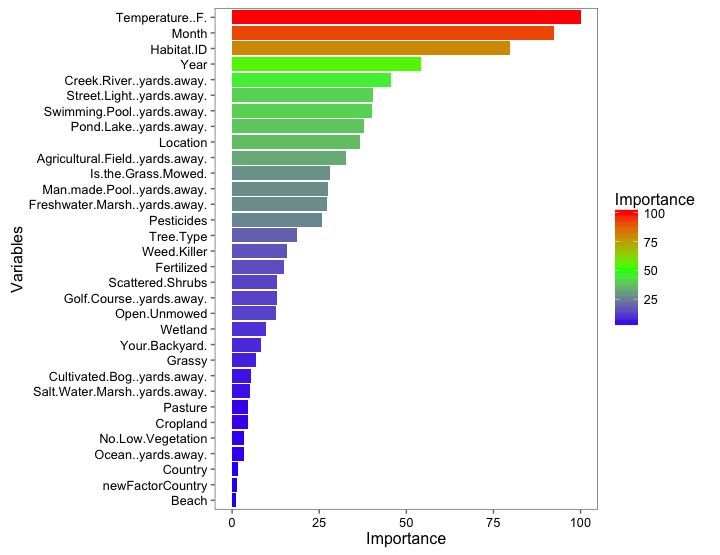 Temperature..F.
Month
Habitat.ID
Year
Creek.River..yards.away.
Street.Light..yards.away.
Swimming.Pool..yards.away.
Pond.Lake..yards.away.
Location
Agricultural.Field..yards.away.
Is.the.Grass.Mowed.
Man.made.Pool..yards.away.
Freshwater.Marsh..yards.away.
Pesticides
Tree.Type
Weed.Killer
Fertilized
Scattered.Shrubs
Golf.Course..yards.away.
Open.Unmowed
Wetland
Your.Backyard.
Grassy
Cultivated.Bog..yards.away.
Salt.Water.Marsh..yards.away.
Pasture
Cropland
No.Low.Vegetation
Ocean..yards.away.
Country
newFactorCountry
Beach
Variables
0 25 50 75 100
Importance
Importance
100
75
50
25